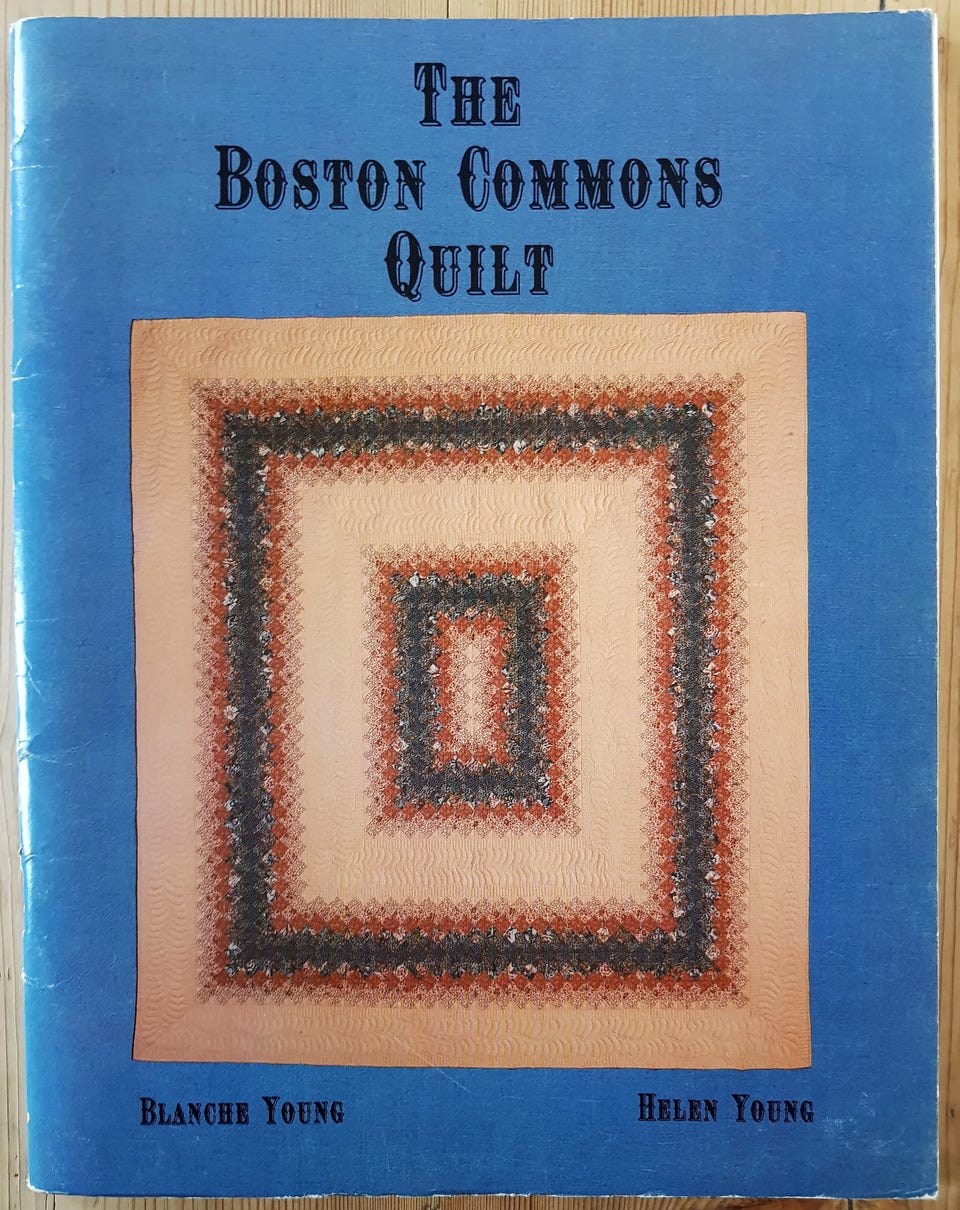 The
Boston Commons
Quilt
Blanche Young
Helen Young